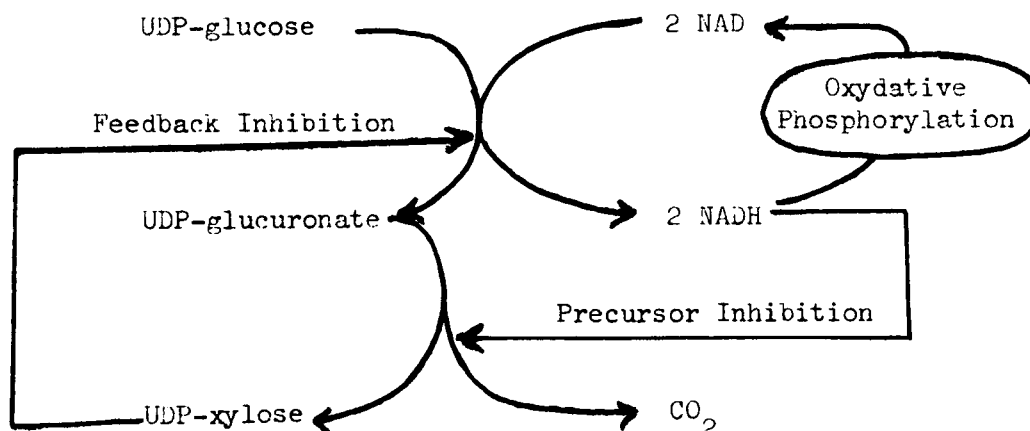 UDP-glucose
2 NAD
Oxydative
Phosphorylation
Feedback Inhibition
UDP-glucuronate
2 NADH
Precursor Inhibition
UDP-xylose
CO2